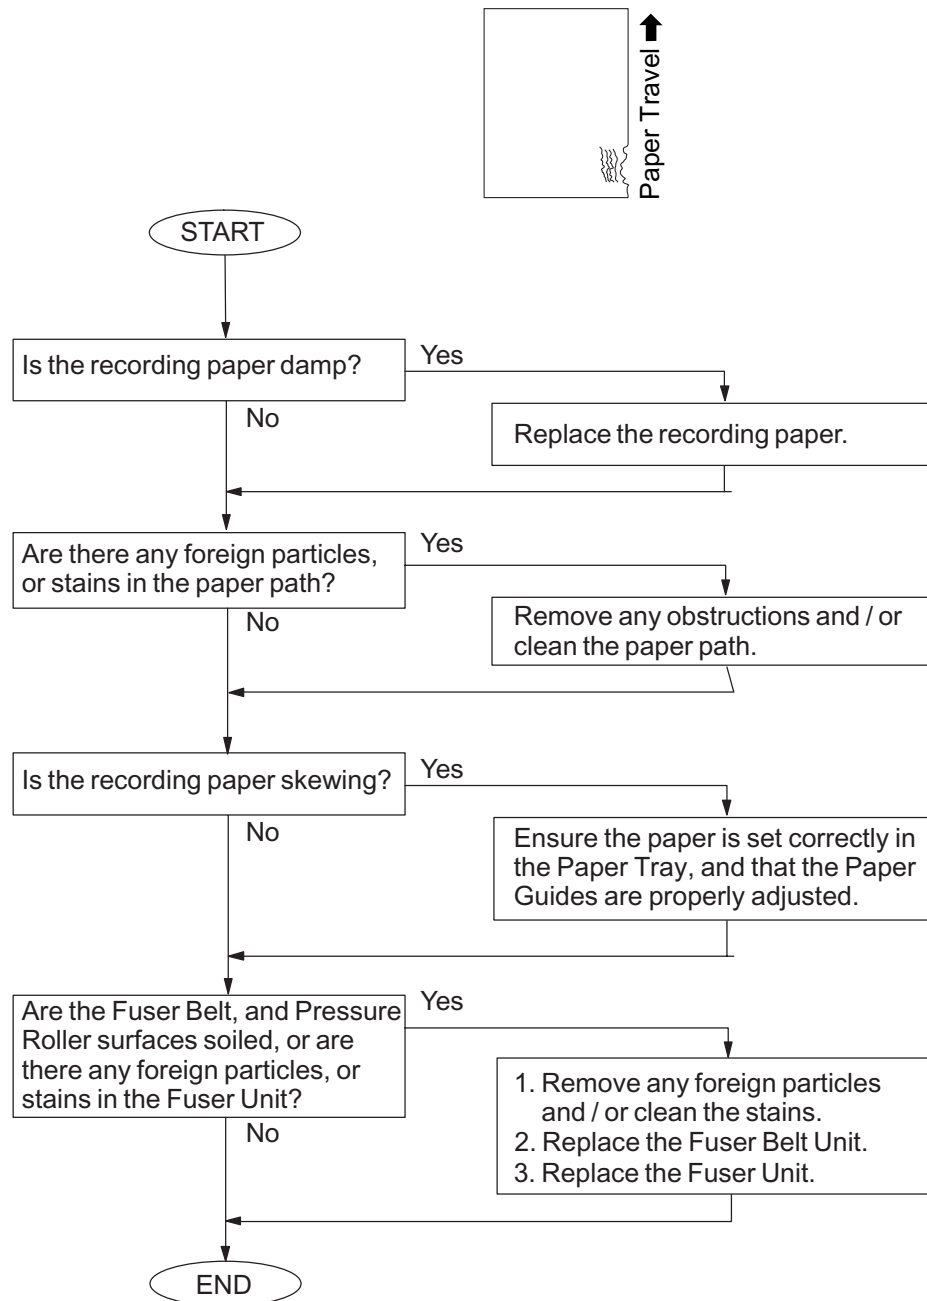 Paper Travel
START
Is the recording paper damp?
Yes
No
Replace the recording paper.
Are there any foreign particles,
or stains in the paper path?
Yes
No
Remove any obstructions and / or
clean the paper path.
Is the recording paper skewing?
Yes
No
Ensure the paper is set correctly in
the Paper Tray, and that the Paper
Guides are properly adjusted.
Are the Fuser Belt, and Pressure
Roller surfaces soiled, or are
there any foreign particles, or
stains in the Fuser Unit?
Yes
No
1. Remove any foreign particles
and / or clean the stains.
2. Replace the Fuser Belt Unit.
3. Replace the Fuser Unit.
END